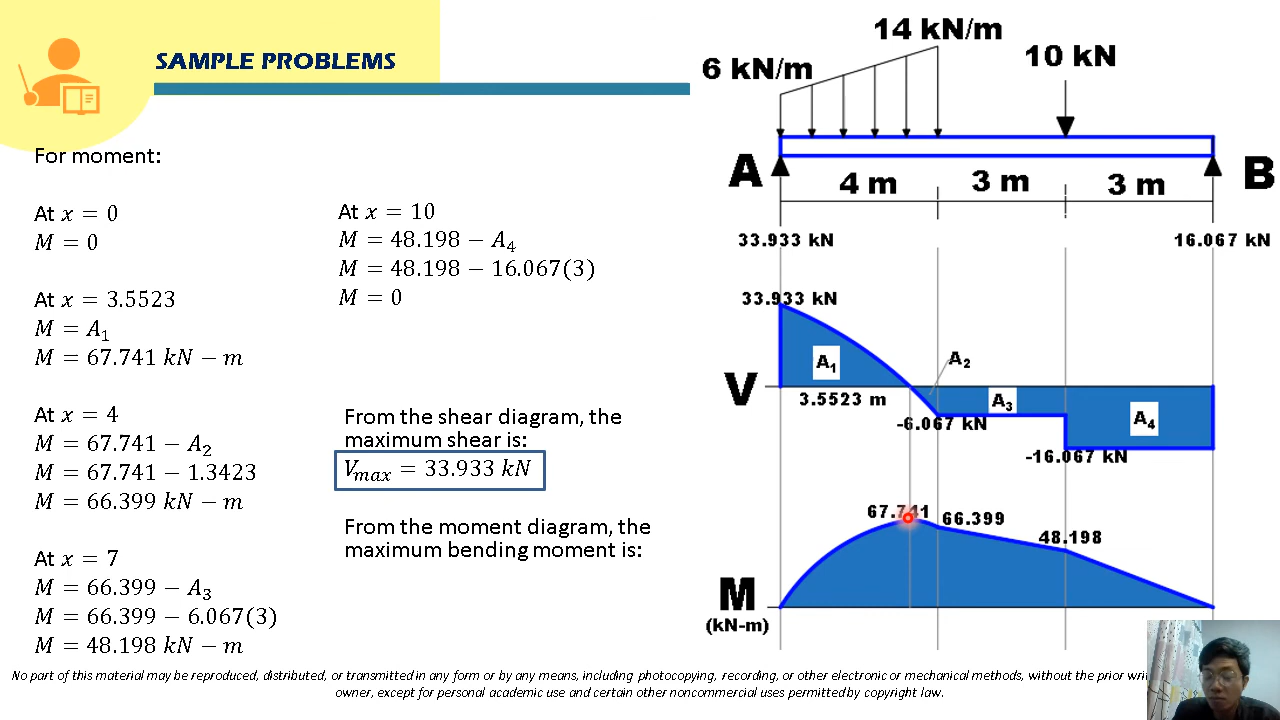 SAMPLE PROBLEMS
For moment:
At x = 0
M = 0
At x = 3.5523
M = A₁
M = 67.741 kN − m
At x = 4
M = 67.741 − A₂
M = 67.741 − 1.3423
M = 66.399 kN − m
At x = 7
M = 66.399 − A₃
M = 66.399 − 6.067(3)
M = 48.198 kN − m
At x = 10
M = 48.198 − A₄
M = 48.198 − 16.067(3)
M = 0
From the shear diagram, the
maximum shear is:
Vₘₐₓ = 33.933 kN
From the moment diagram, the
maximum bending moment is:
14 kN/m
6 kN/m
10 kN
A
B
4 m
3 m
3 m
33.933 kN
16.067 kN
33.933 kN
A₁
A₂
V
3.5523 m
A₃
A₄
-6.067 kN
-16.067 kN
67.741
66.399
48.198
M
(kN-m)
No part of this material may be reproduced, distributed, or transmitted in any form or by any means, including photocopying, recording, or other electronic or mechanical methods, without the prior wri
owner, except for personal academic use and certain other noncommercial uses permitted by copyright law.